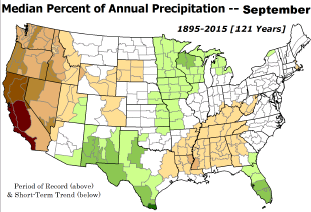 Median Percent of Annual Precipitation -- September
1895-2015 [121 Years]
Period of Record (above)
& Short-Term Trend (below)